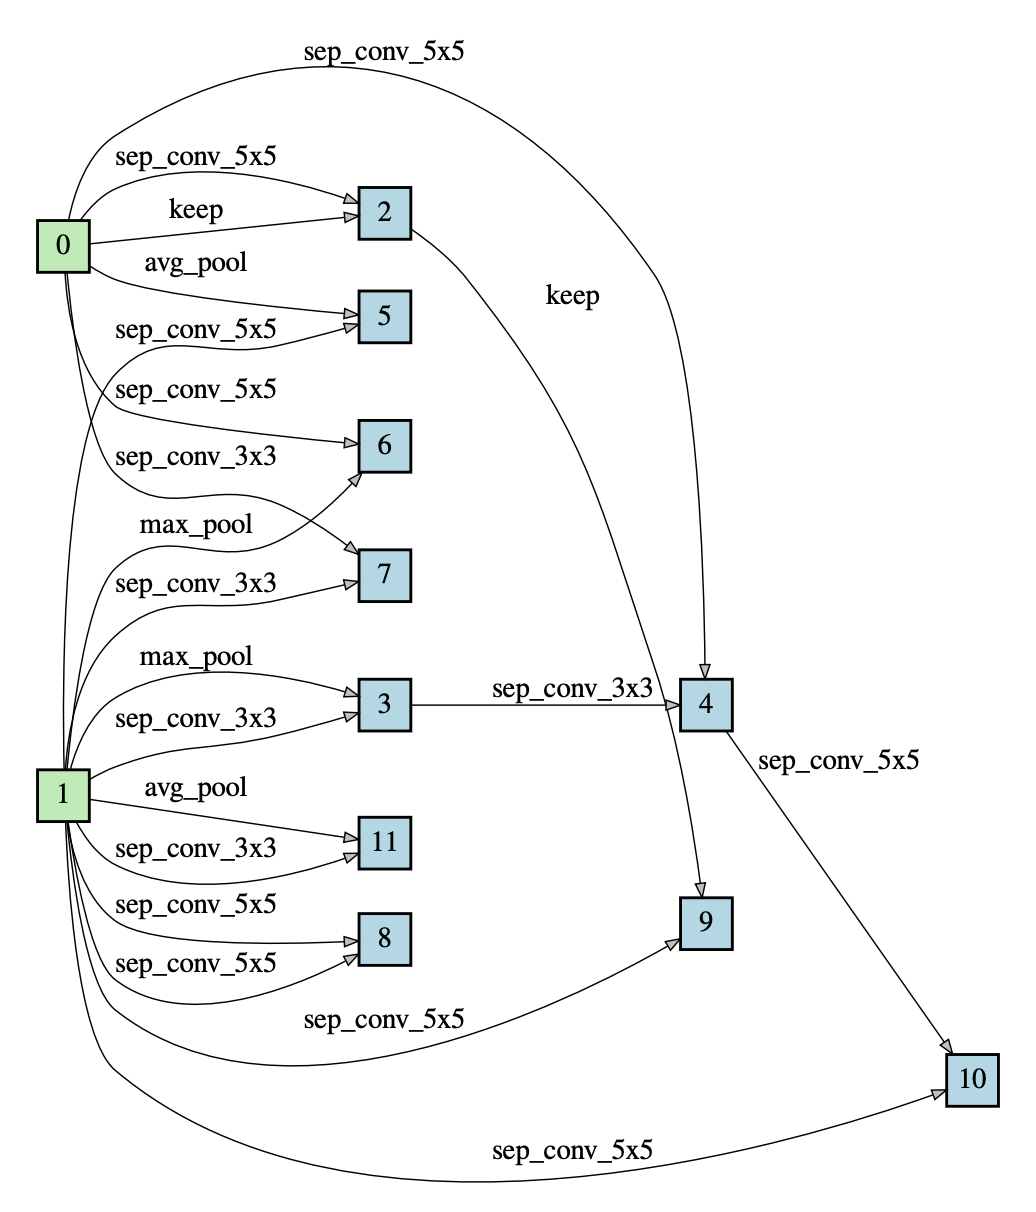 sep_conv_5x5
sep_conv_5x5
keep
2
0
avg_pool
keep
5
sep_conv_5x5
sep_conv_5x5
6
sep_conv_3x3
max_pool
7
sep_conv_3x3
max_pool
sep_conv_3x3
3
4
sep_conv_3x3
sep_conv_5x5
avg_pool
1
11
sep_conv_3x3
sep_conv_5x5
9
8
sep_conv_5x5
sep_conv_5x5
10
sep_conv_5x5